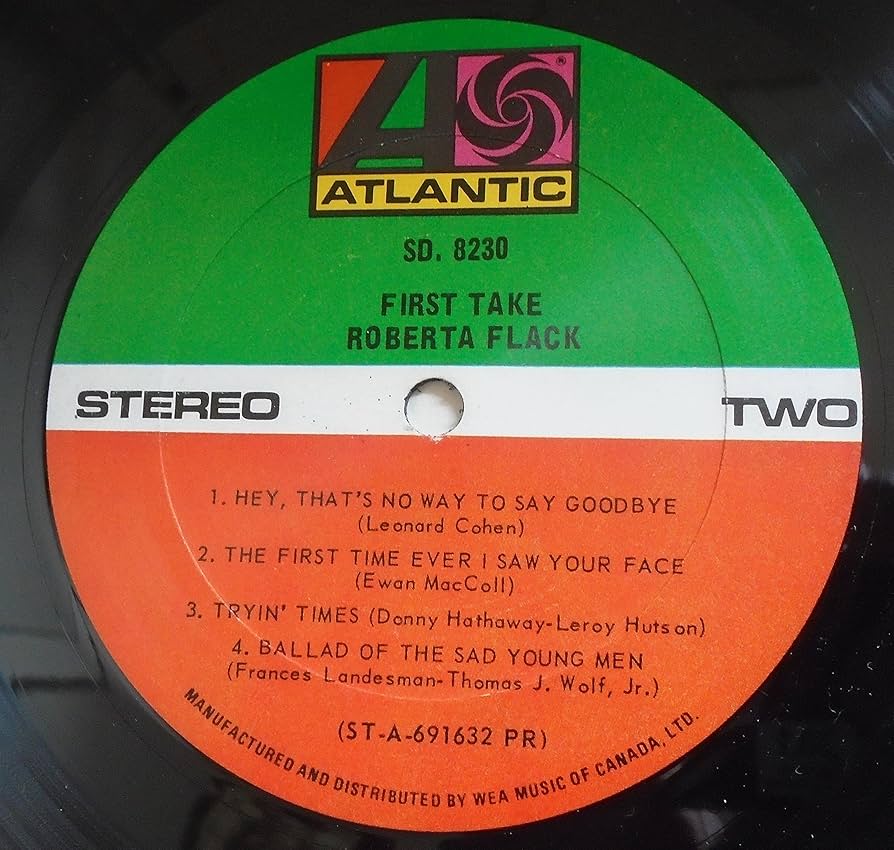 ATLANTIC
SD. 8230
FIRST TAKE
ROBERTA FLACK
STEREO
TWO
1. HEY, THAT'S NO WAY TO SAY GOODBYE
(Leonard Cohen)
2. THE FIRST TIME EVER I SAW YOUR FACE
(Ewan MacColl)
3. TRYIN' TIMES (Donny Hathaway-Leroy Hutson)
4. BALLAD OF THE SAD YOUNG MEN
(Frances Landesman-Thomas J. Wolf, Jr.)
(ST-A-691632 PR)
MANUFACTURED AND DISTRIBUTED BY WEA MUSIC OF CANADA, LTD.